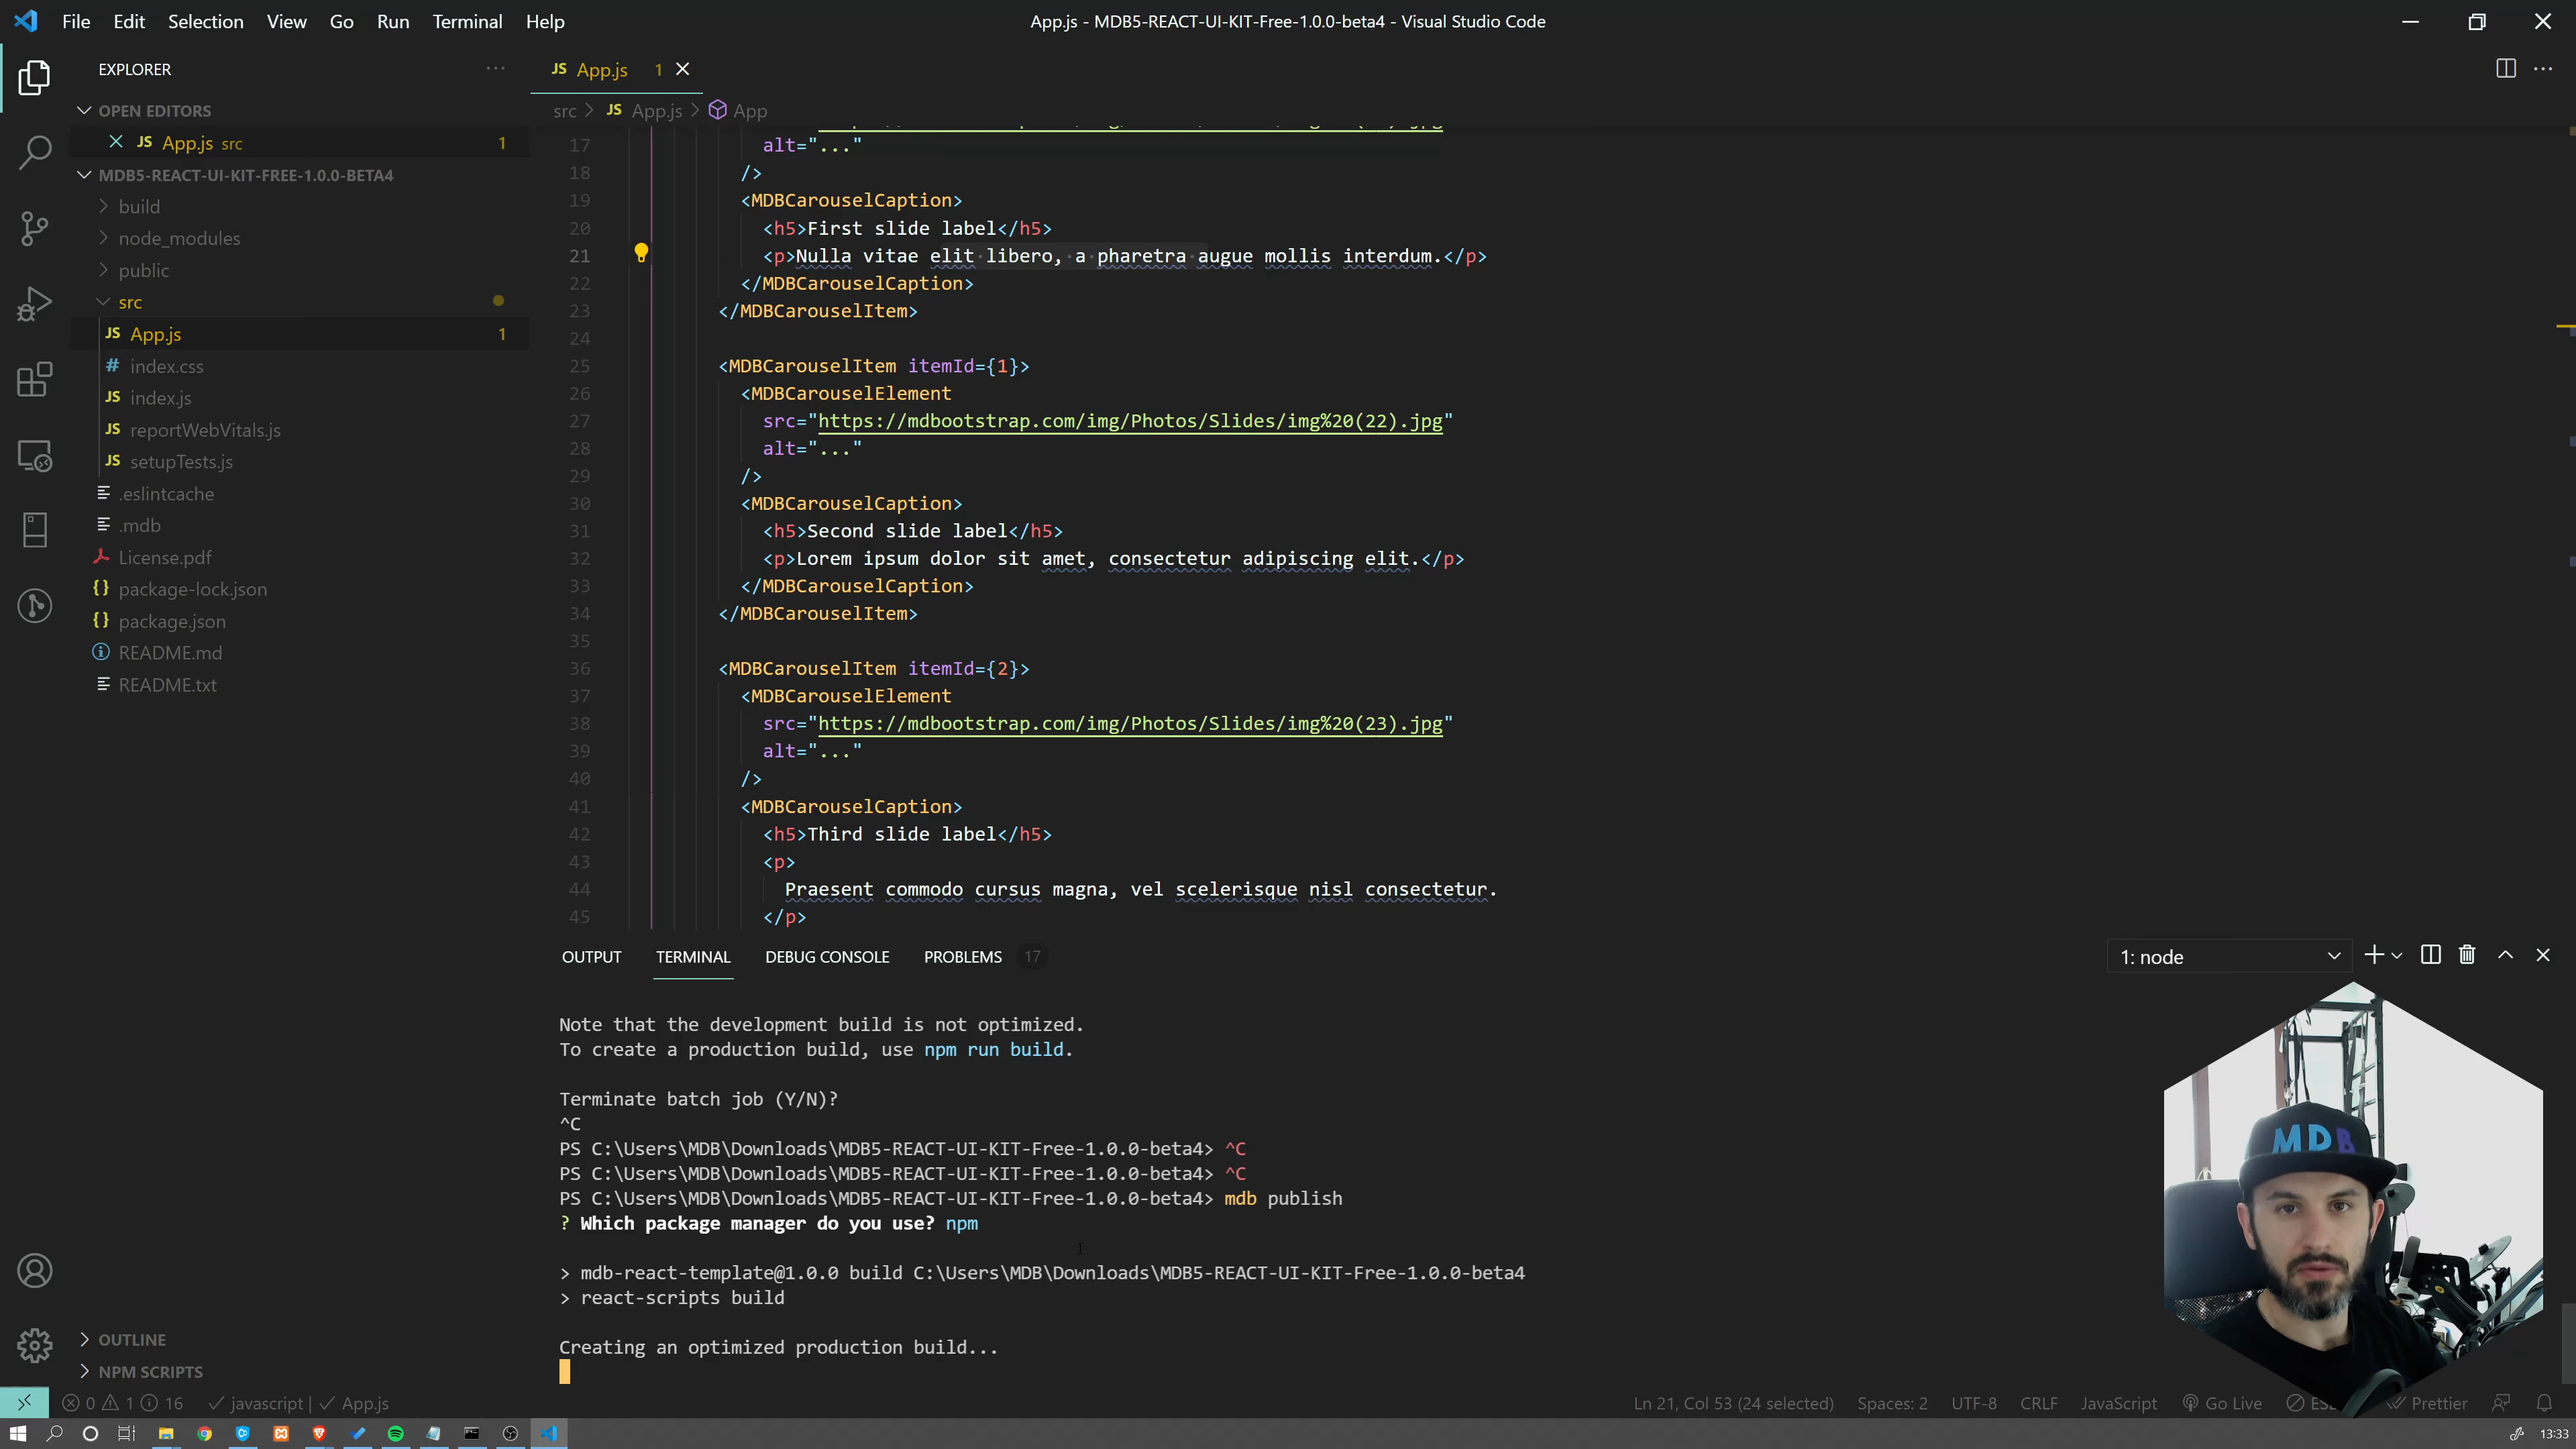 File Edit Selection View Go Run Terminal Help
App.js - MDB5-REACT-UI-KIT-Free-1.0.0-beta4 - Visual Studio Code
EXPLORER
OPEN EDITORS
JS App.js src 1
MDB5-REACT-UI-KIT-FREE-1.0.0-BETA4
build
node_modules
public
src
JS App.js 1
# index.css
JS index.js
JS reportWebVitals.js
JS setupTests.js
.eslintcache
.mdb
License.pdf
{} package-lock.json
{} package.json
README.md
README.txt
OUTLINE
NPM SCRIPTS
JS App.js 1
src > JS App.js > App
17 alt="..."
18 />
19 <MDBCarouselCaption>
20 <h5>First slide label</h5>
21 <p>Nulla vitae elit libero, a pharetra augue mollis interdum.</p>
22 </MDBCarouselCaption>
23 </MDBCarouselItem>
24
25 <MDBCarouselItem itemId={1}>
26 <MDBCarouselElement
27 src="https://mdbootstrap.com/img/Photos/Slides/img%20(22).jpg"
28 alt="..."
29 />
30 <MDBCarouselCaption>
31 <h5>Second slide label</h5>
32 <p>Lorem ipsum dolor sit amet, consectetur adipiscing elit.</p>
33 </MDBCarouselCaption>
34 </MDBCarouselItem>
35
36 <MDBCarouselItem itemId={2}>
37 <MDBCarouselElement
38 src="https://mdbootstrap.com/img/Photos/Slides/img%20(23).jpg"
39 alt="..."
40 />
41 <MDBCarouselCaption>
42 <h5>Third slide label</h5>
43 <p>
44 Praesent commodo cursus magna, vel scelerisque nisl consectetur.
45 </p>
OUTPUT TERMINAL DEBUG CONSOLE PROBLEMS 17
1: node
Note that the development build is not optimized.
To create a production build, use npm run build.
Terminate batch job (Y/N)?
^C
PS C:\Users\MDB\Downloads\MDB5-REACT-UI-KIT-Free-1.0.0-beta4> ^C
PS C:\Users\MDB\Downloads\MDB5-REACT-UI-KIT-Free-1.0.0-beta4> ^C
PS C:\Users\MDB\Downloads\MDB5-REACT-UI-KIT-Free-1.0.0-beta4> mdb publish
? Which package manager do you use? npm
> mdb-react-template@1.0.0 build C:\Users\MDB\Downloads\MDB5-REACT-UI-KIT-Free-1.0.0-beta4
> react-scripts build
Creating an optimized production build...
MDB
0 1 16 javascript | App.js
Ln 21, Col 53 (24 selected) Spaces: 2 UTF-8 CRLF JavaScript Go Live Prettier
13:33